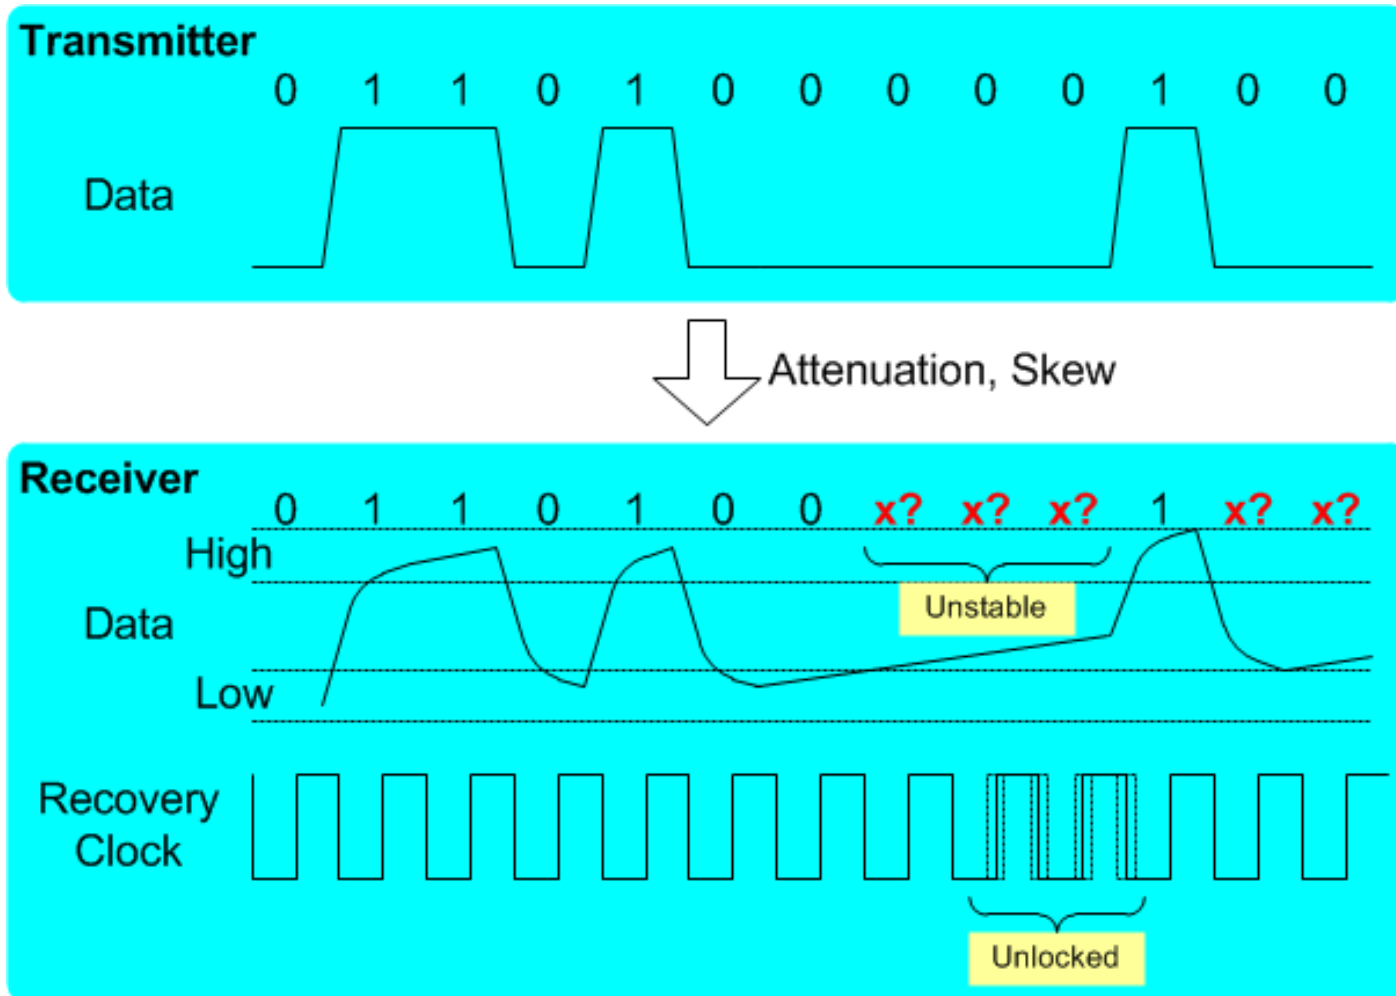 Transmitter
0 1 1 0 1 0 0 0 0 0 1 0 0
Data
Attenuation, Skew
Receiver
0 1 1 0 1 0 0 x? x? x? 1 x? x?
High
Unstable
Data
Low
Recovery
Clock
Unlocked